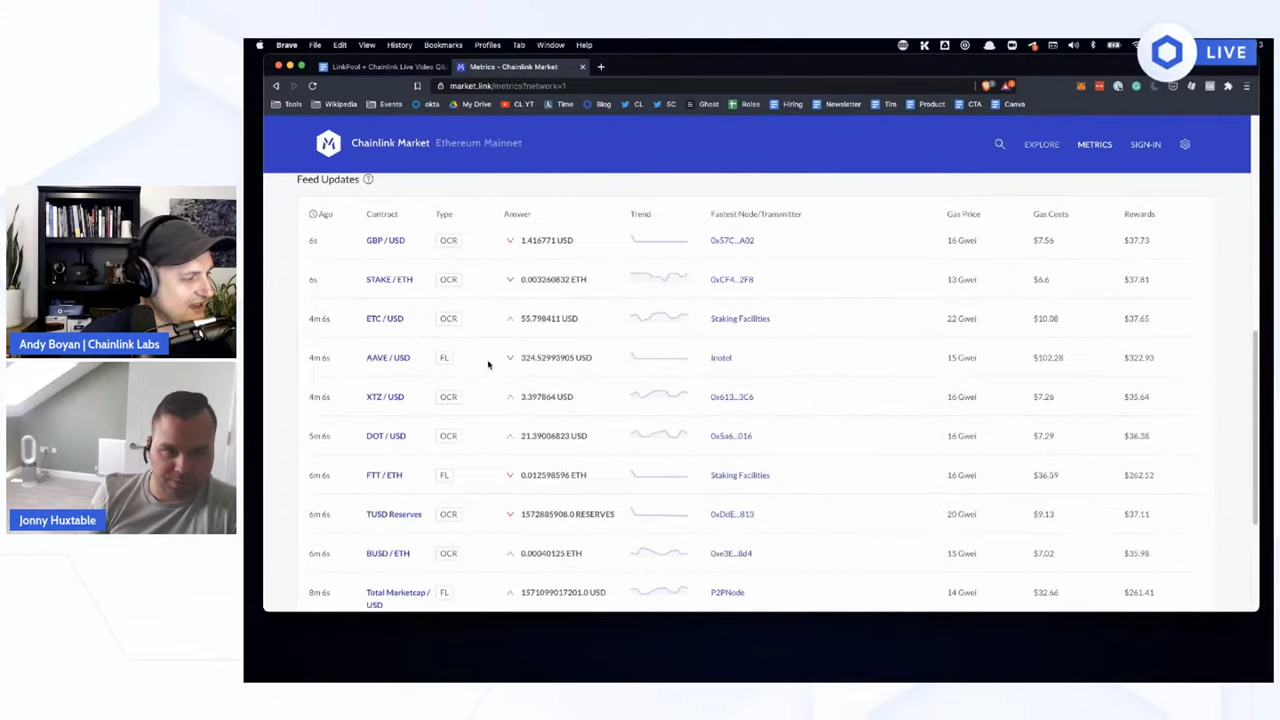 LIVE
Brave File Edit View History Bookmarks Profiles Tab Window Help
LinkPool + Chainlink Live Video Q&
Metrics - Chainlink Market
market.link/metrics?network=1
Tools Wikipedia Events okta My Drive CL YT Time Blog CL SC Ghost Roles Hiring Newsletter Tim Product CTA Canva
Chainlink Market Ethereum Mainnet EXPLORE METRICS SIGN-IN
Feed Updates
Ago Contract Type Answer Trend Fastest Node/Transmitter Gas Price Gas Costs Rewards
6s GBP / USD OCR 1.416771 USD 0x57C...A02 16 Gwei $7.56 $37.73
6s STAKE / ETH OCR 0.003260832 ETH 0xCF4...2F8 13 Gwei $6.6 $37.81
4m 6s ETC / USD OCR 55.798411 USD Staking Facilities 22 Gwei $10.08 $37.65
4m 6s AAVE / USD FL 324.52993905 USD Inotel 15 Gwei $102.28 $322.93
4m 6s XTZ / USD OCR 3.397864 USD 0x613...3C6 16 Gwei $7.26 $35.64
5m 6s DOT / USD OCR 21.39006823 USD 0x5a6...016 16 Gwei $7.29 $36.38
6m 6s FTT / ETH FL 0.012598596 ETH Staking Facilities 16 Gwei $36.59 $262.52
6m 6s TUSD Reserves OCR 1572885908.0 RESERVES 0xDdE...813 20 Gwei $9.13 $37.11
6m 6s BUSD / ETH OCR 0.00040125 ETH 0xe3E...8d4 15 Gwei $7.02 $35.98
8m 6s Total Marketcap / USD FL 1571099017201.0 USD P2PNode 14 Gwei $32.66 $261.41
Andy Boyan | Chainlink Labs
Jonny Huxtable